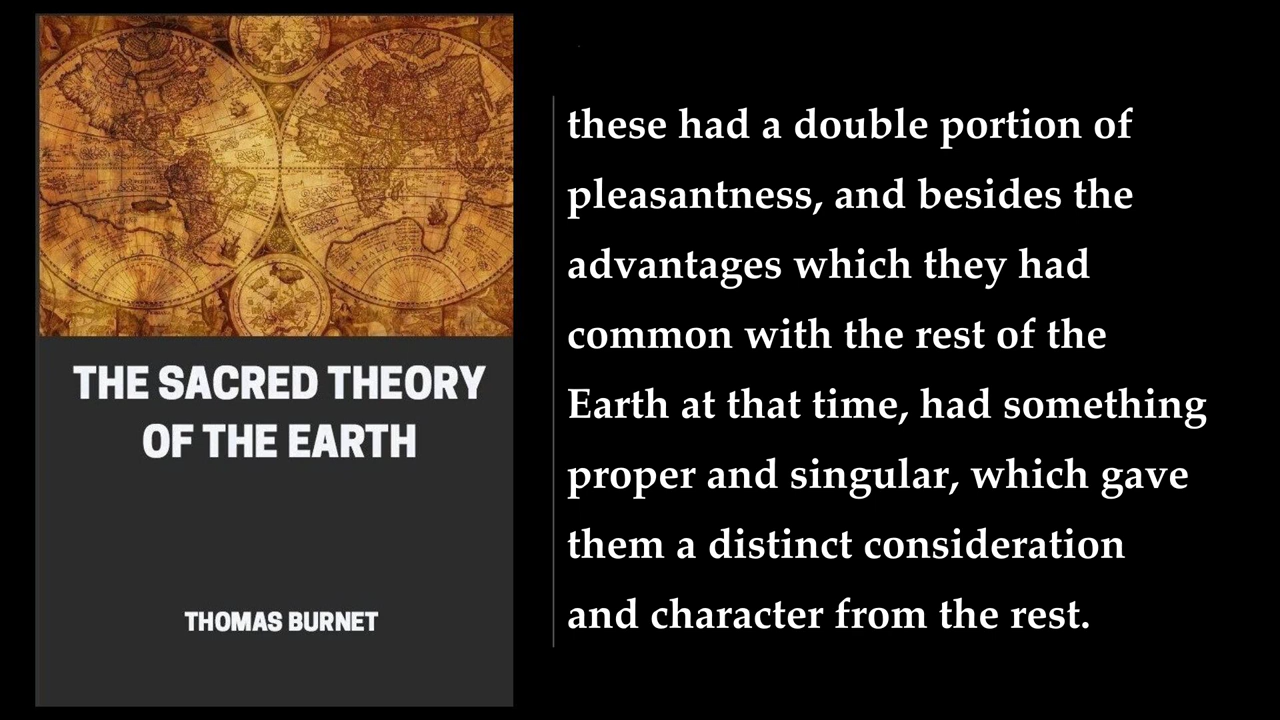 THE SACRED THEORY
OF THE EARTH
THOMAS BURNET
these had a double portion of
pleasantness, and besides the
advantages which they had
common with the rest of the
Earth at that time, had something
proper and singular, which gave
them a distinct consideration
and character from the rest.